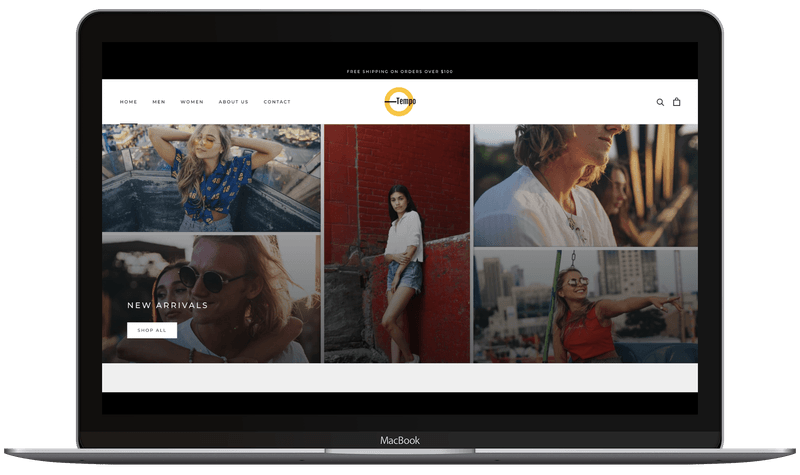 FREE SHIPPING ON ORDERS OVER $100
HOME MEN WOMEN ABOUT US CONTACT
Tempo
NEW ARRIVALS
SHOP ALL
MacBook